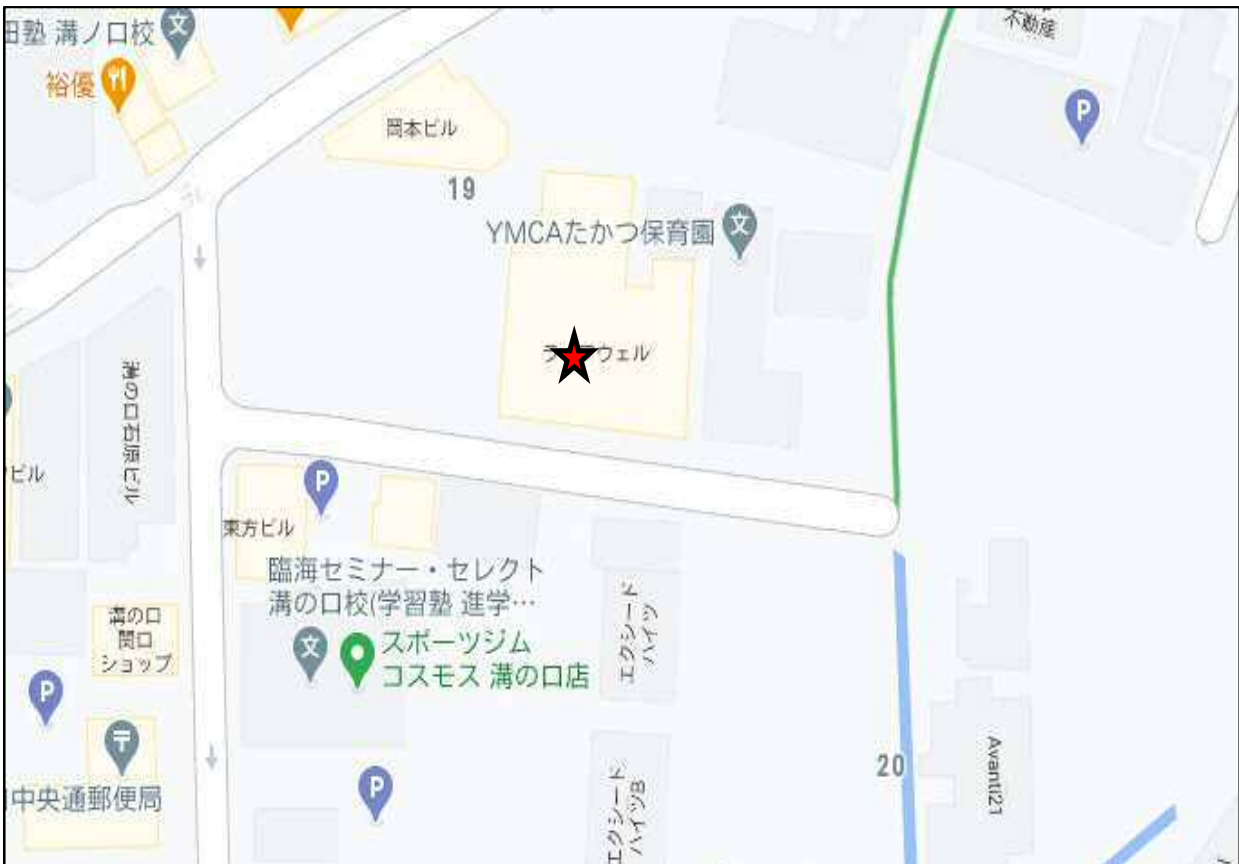 田塾 溝ノ口校
裕優
岡本ビル
19
不動産
P
YMCAたかつ保育園
ウェル
溝の口石原ビル
ビル
P
東方ビル
臨海セミナー・セレクト
溝の口校(学習塾 進学…
スポーツジム
コスモス 溝の口店
エクシード
ハイツ
溝の口
関口
ショップ
P
中央通郵便局
P
エクシード
ハイツB
20
Avanti21